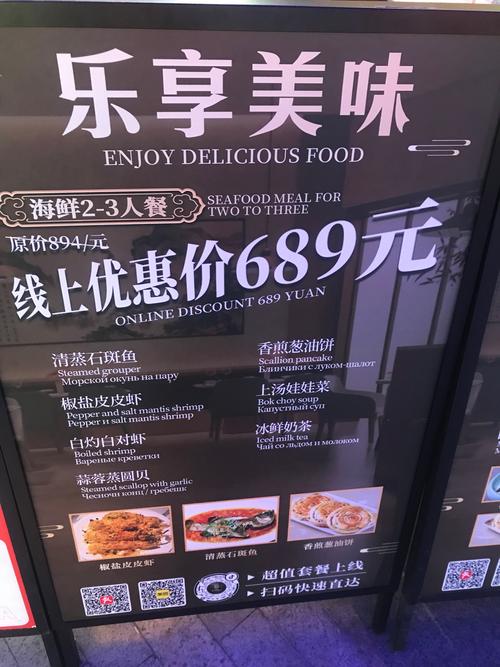 乐享美味
ENJOY DELICIOUS FOOD
海鲜2-3人餐
SEAFOOD MEAL FOR
TWO TO THREE
原价894/元
线上优惠价689元
ONLINE DISCOUNT 689 YUAN
清蒸石斑鱼
Steamed grouper
Морской окунь на пару
椒盐皮皮虾
Pepper and salt mantis shrimp
Pepper и salt mantis shrimp
白灼白对虾
Boiled shrimp
Вареные креветки
蒜蓉蒸圆贝
Steamed scallop with garlic
Чесночн конц / гребешк
香煎葱油饼
Scallion pancake
Блинчики с луком-шалот
上汤娃娃菜
Bok choy soup
Капустный суп
冰鲜奶茶
Iced milk tea
Чай со льдом и молоком
椒盐皮皮虾
清蒸石斑鱼
香煎葱油饼
超值套餐上线
扫码快速直达